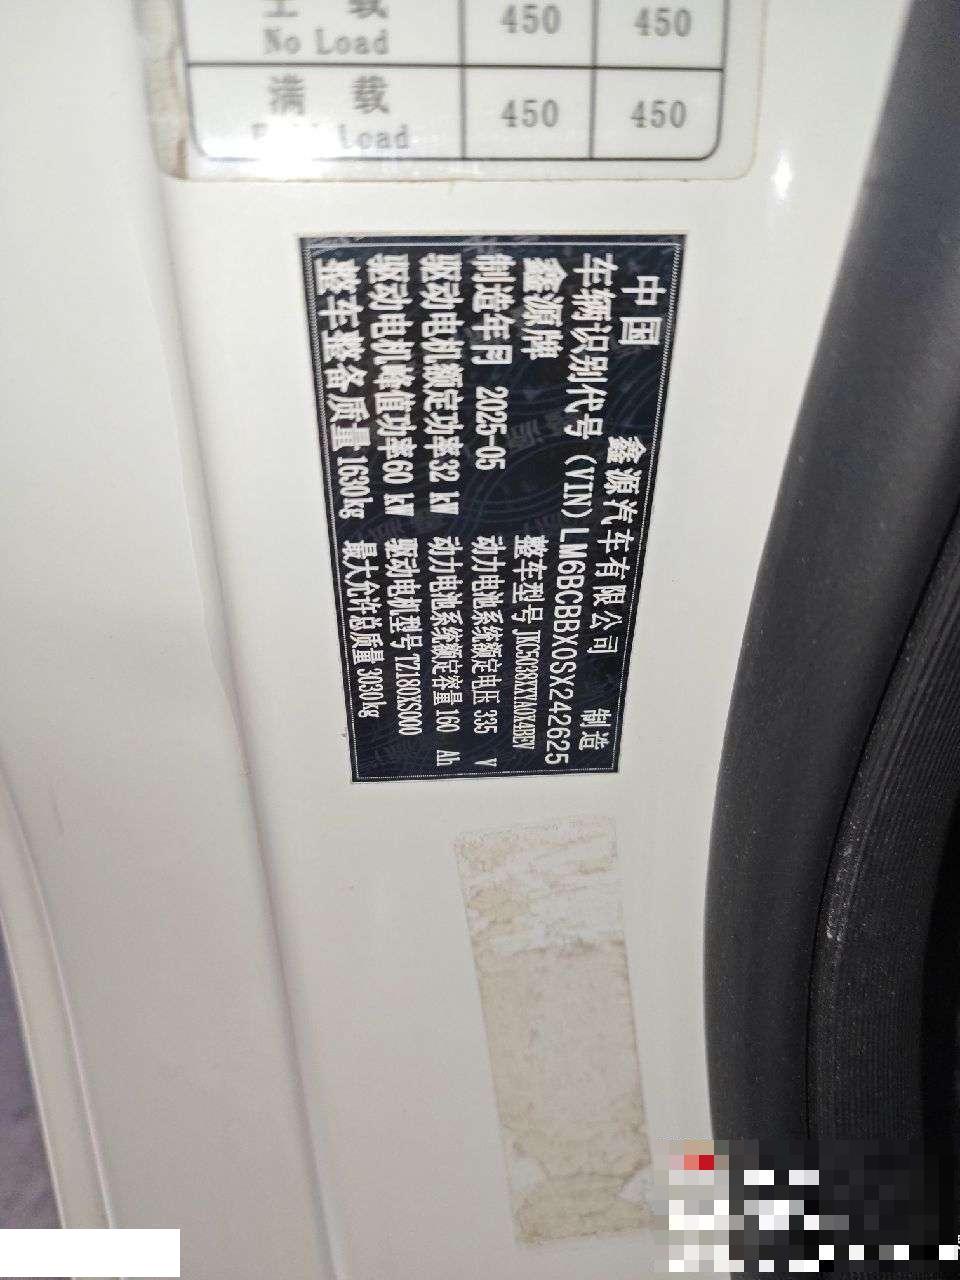 空 载 450 450
No Load
满 载 450 450
Full Load
中国 鑫源汽车有限公司 制造
车辆识别代号（VIN）LM6BCBBX0SX242625
鑫源牌 整车型号 JKC5038XXYA0X4BEV
制造年月 2025-05 动力电池系统额定电压 335 V
驱动电机额定功率32 kW 动力电池系统额定容量 160 Ah
驱动电机峰值功率60 kW 驱动电机型号 TZ180XS000
整车整备质量 1630kg 最大允许总质量 3030kg